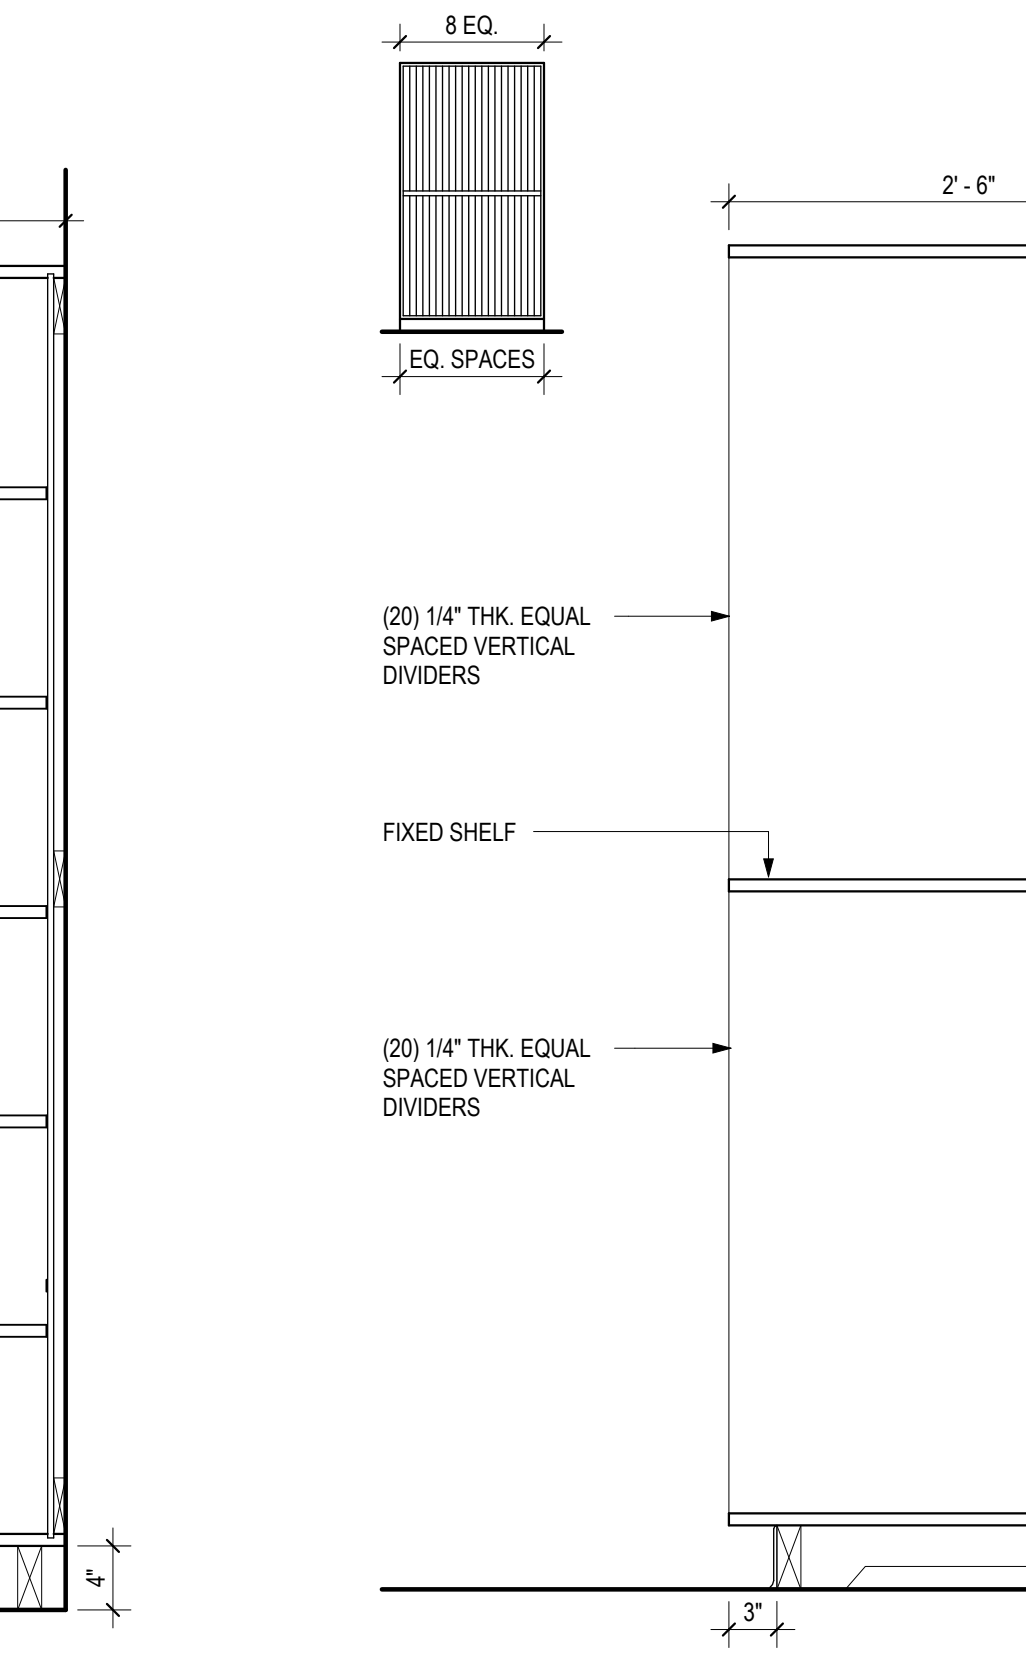 8 EQ.
2' - 6"
EQ. SPACES
(20) 1/4" THK. EQUAL
SPACED VERTICAL
DIVIDERS
FIXED SHELF
(20) 1/4" THK. EQUAL
SPACED VERTICAL
DIVIDERS
4"
3"